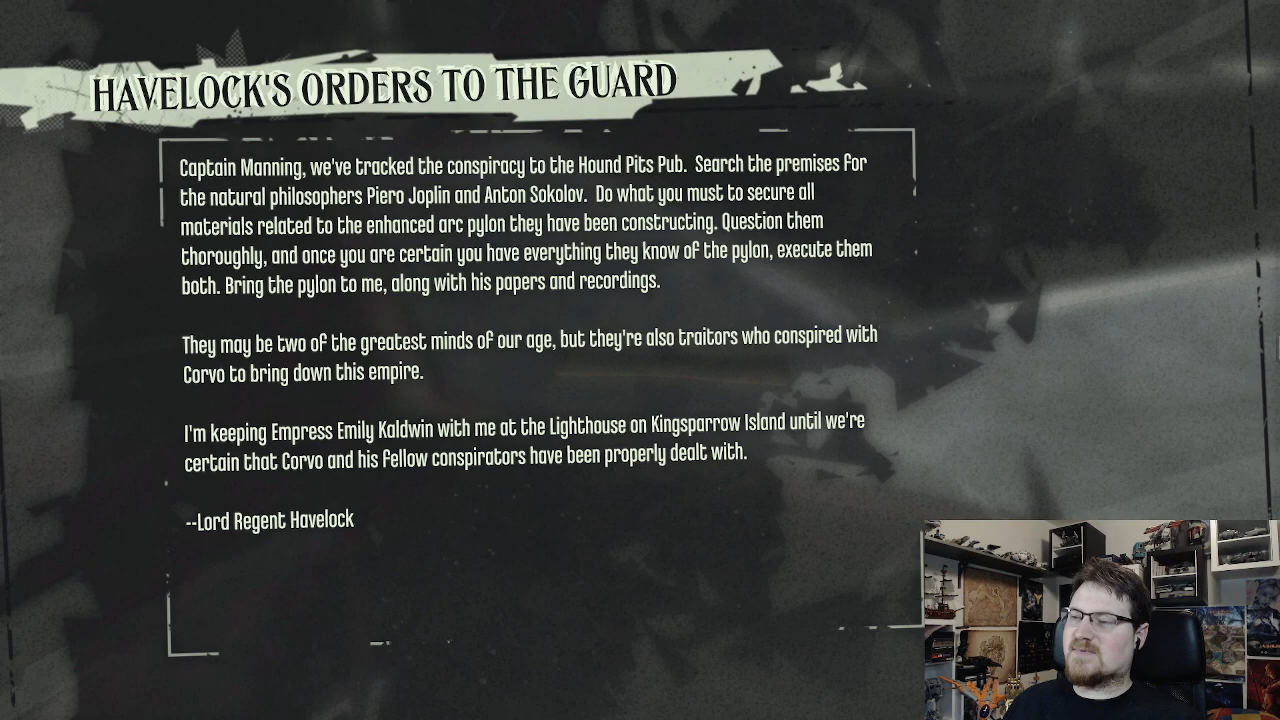 HAVELOCK'S ORDERS TO THE GUARD
Captain Manning, we've tracked the conspiracy to the Hound Pits Pub. Search the premises for
the natural philosophers Piero Joplin and Anton Sokolov. Do what you must to secure all
materials related to the enhanced arc pylon they have been constructing. Question them
thoroughly, and once you are certain you have everything they know of the pylon, execute them
both. Bring the pylon to me, along with his papers and recordings.
They may be two of the greatest minds of our age, but they're also traitors who conspired with
Corvo to bring down this empire.
I'm keeping Empress Emily Kaldwin with me at the Lighthouse on Kingsparrow Island until we're
certain that Corvo and his fellow conspirators have been properly dealt with.
--Lord Regent Havelock